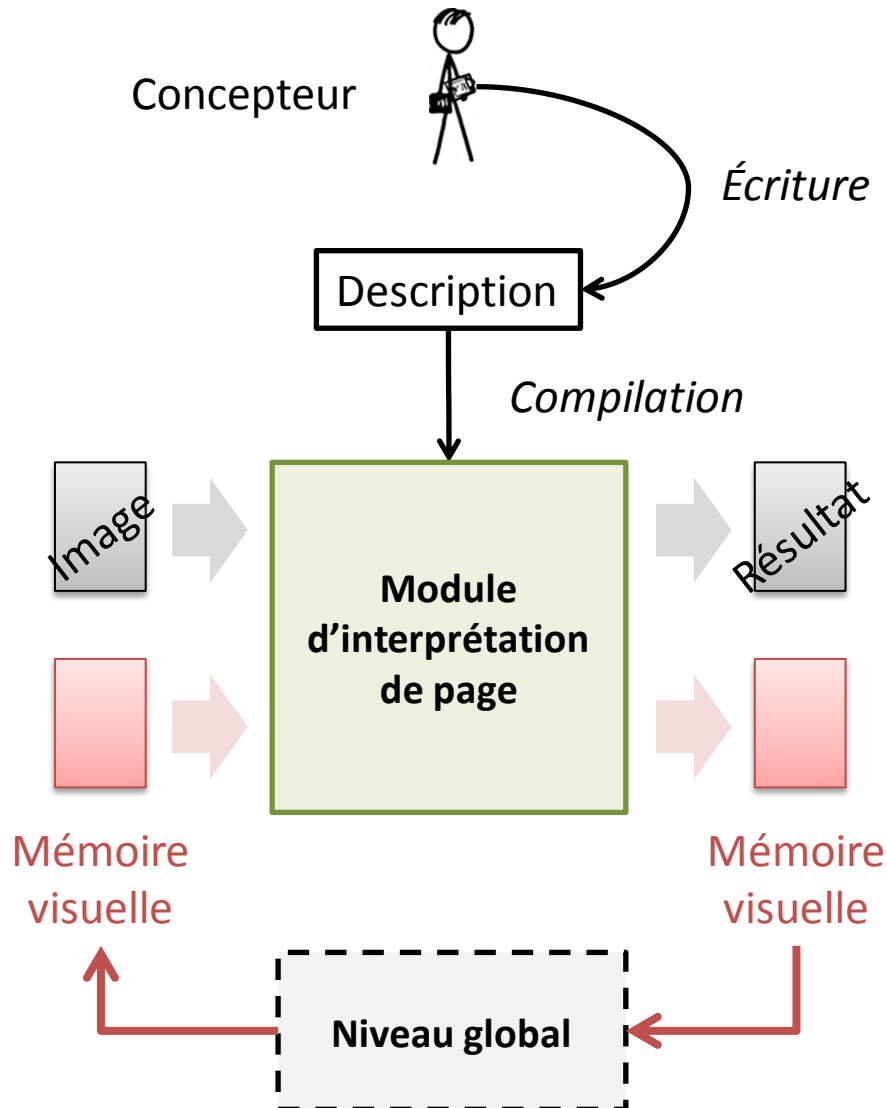 Concepteur
Écriture
Description
Compilation
Image
Résultat
Module
d’interprétation
de page
Mémoire
visuelle
Mémoire
visuelle
Niveau global